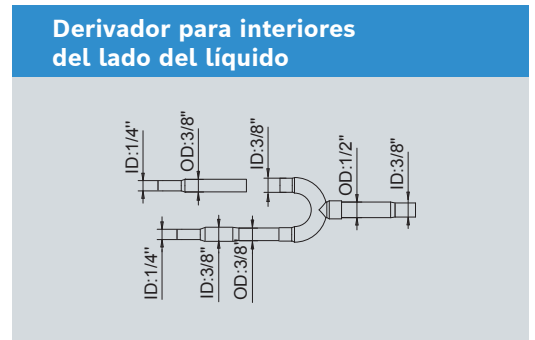 Derivador para interiores
del lado del líquido
ID:1/4"
OD:3/8"
ID:3/8"
OD:1/2"
ID:3/8"
ID:1/4"
ID:3/8"
OD:3/8"